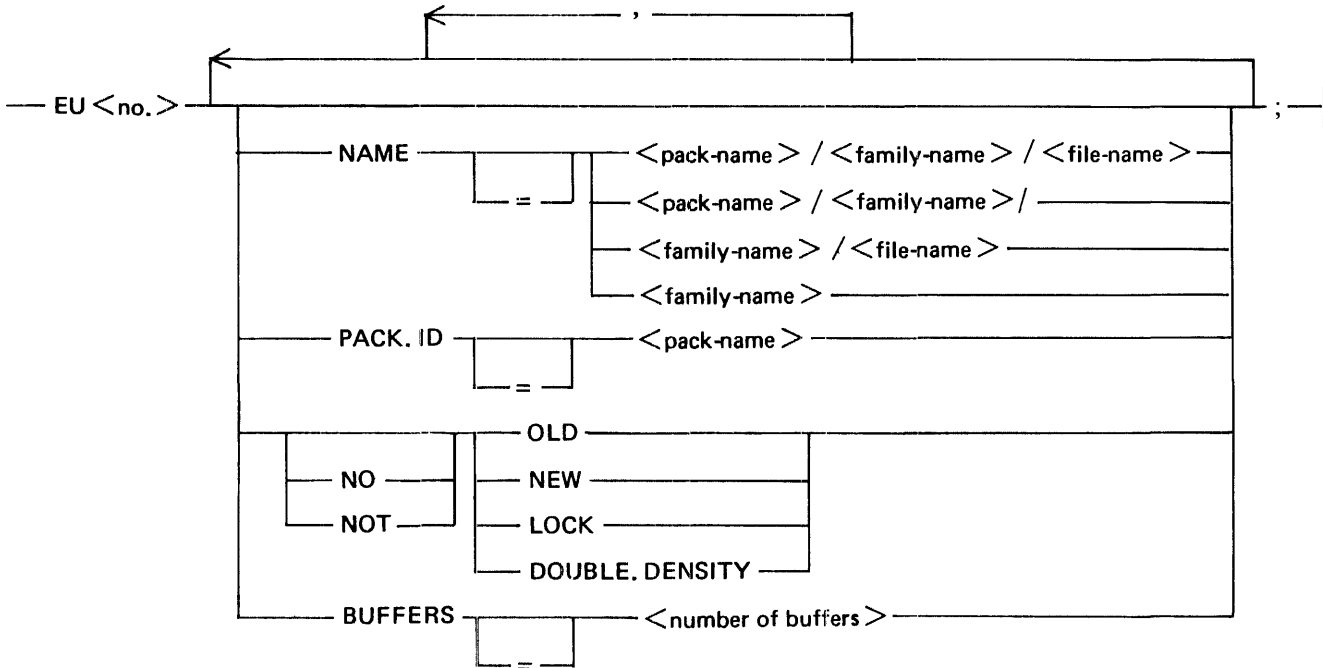 ,
EU <no.> ;
NAME = <pack-name> / <family-name> / <file-name>
<pack-name> / <family-name> /
<family-name> / <file-name>
<family-name>
PACK. ID = <pack-name>
OLD
NO NEW
NOT LOCK
DOUBLE. DENSITY
BUFFERS = <number of buffers>